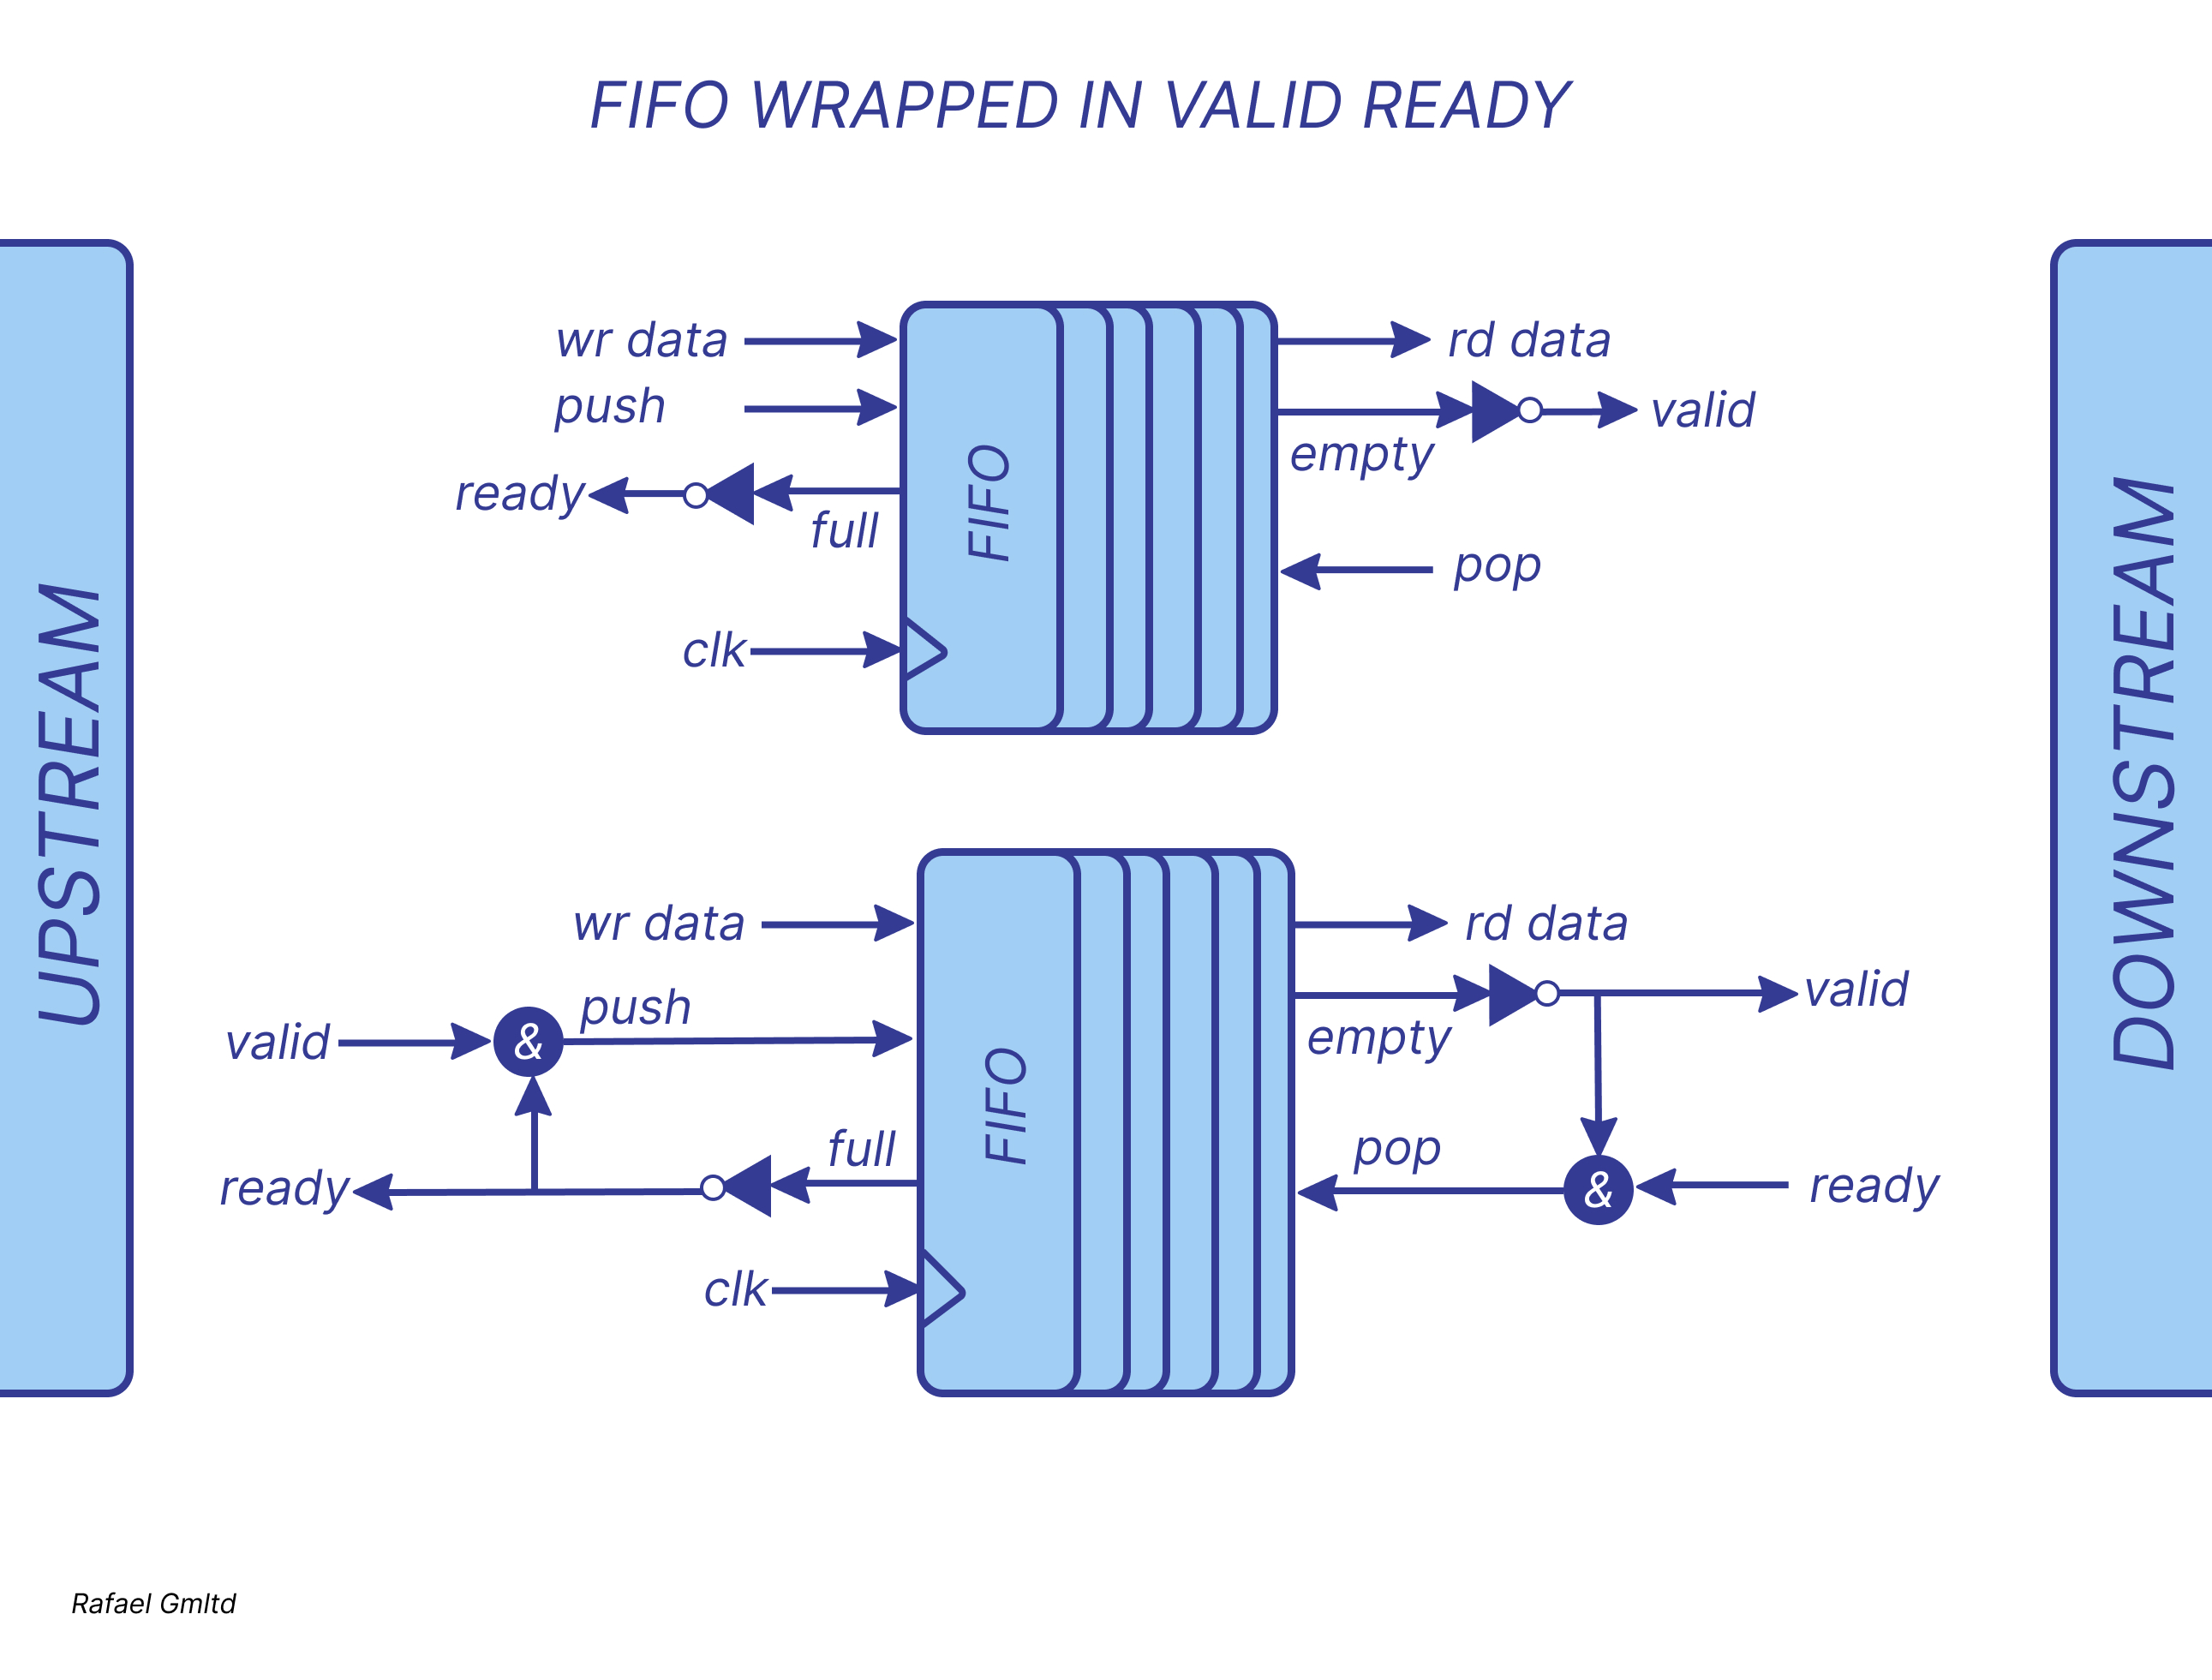 FIFO WRAPPED IN VALID READY
UPSTREAM
wr data
push
ready
full
clk
FIFO
rd data
valid
empty
pop
wr data
push
valid
&
ready
full
clk
FIFO
rd data
valid
empty
pop
&
ready
DOWNSTREAM
Rafael Gmltd